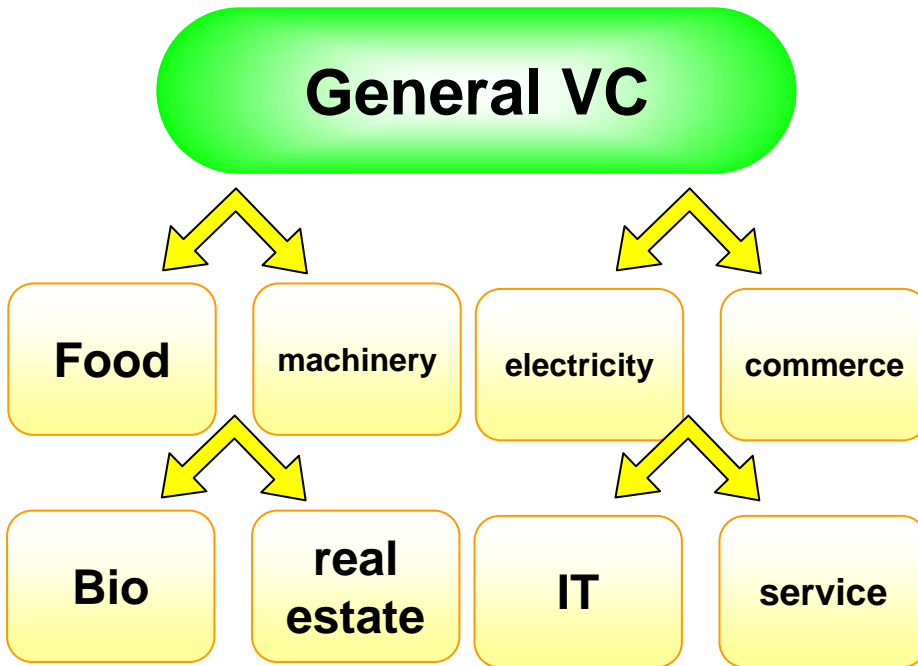 General VC
Food
machinery
electricity
commerce
Bio
real
estate
IT
service